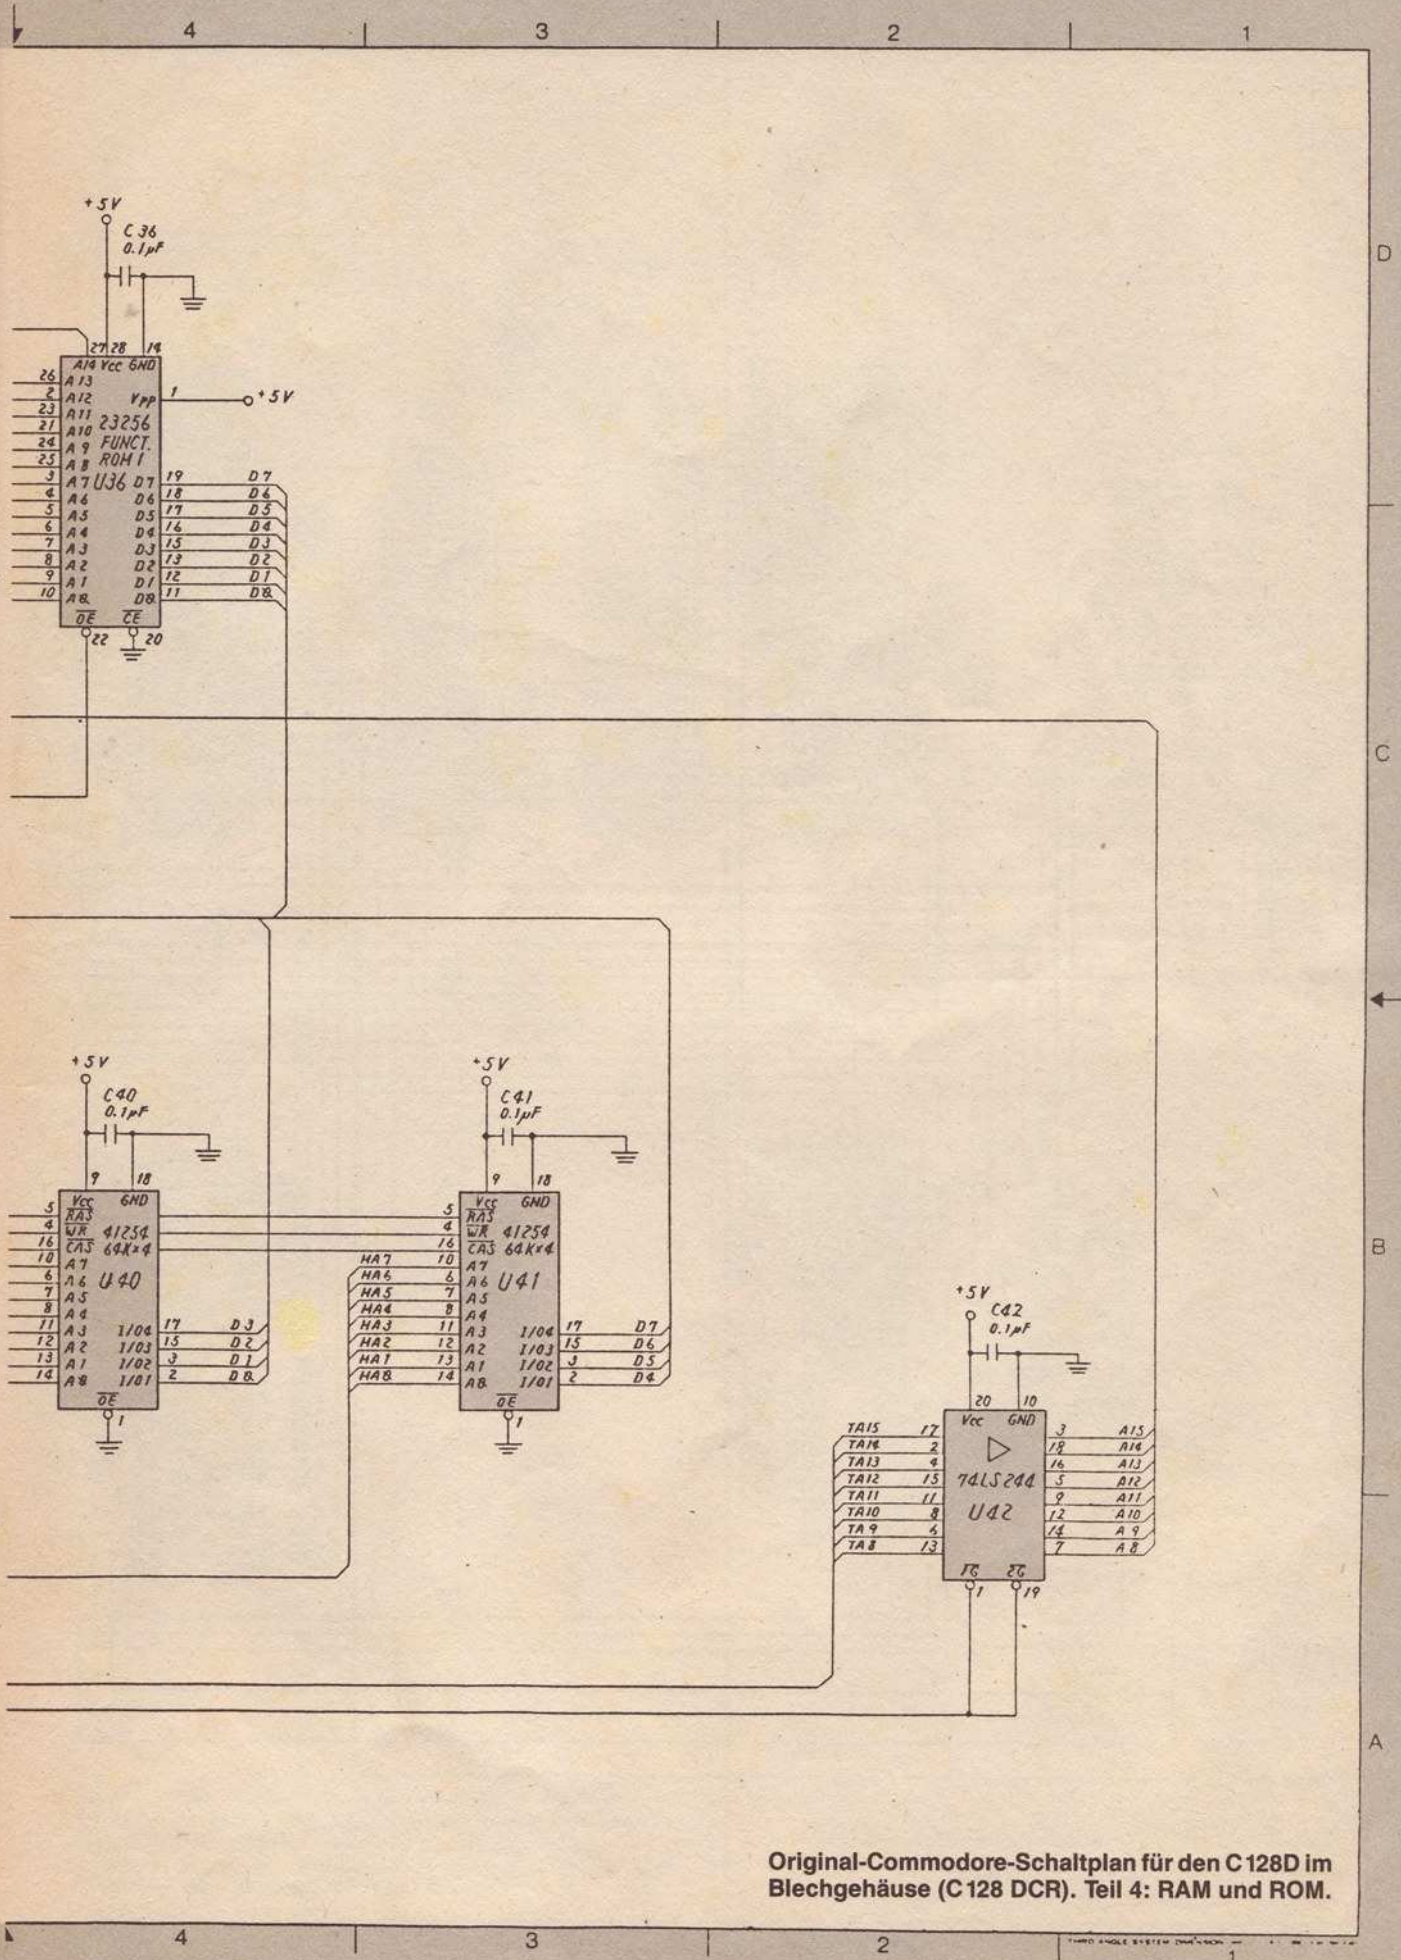 4 3 2 1
+5V
C 36
0.1µF
27 28 14
A14 Vcc GND
26 A13
2 A12 Vpp 1 +5V
23 A11
21 A10 23256
24 A9 FUNCT.
25 A8 ROM 1
3 A7 U36 D7 19 D7
4 A6 D6 18 D6
5 A5 D5 17 D5
6 A4 D4 16 D4
7 A3 D3 15 D3
8 A2 D2 13 D2
9 A1 D1 12 D1
10 A0 D0 11 D0
OE CE
22 20
D
C
+5V
C40
0.1µF
9 18
Vcc GND
5 RAS
4 WR 41254
16 CAS 64K×4
10 A7
6 A6 U40
7 A5
8 A4
11 A3 I/04 17 D3
12 A2 I/03 15 D2
13 A1 I/02 3 D1
14 A0 I/01 2 D0
OE
1
+5V
C41
0.1µF
9 18
Vcc GND
5 RAS
4 WR 41254
16 CAS 64K×4
HA7 10 A7
HA6 6 A6 U41
HA5 7 A5
HA4 8 A4
HA3 11 A3 I/04 17 D7
HA2 12 A2 I/03 15 D6
HA1 13 A1 I/02 3 D5
HA0 14 A0 I/01 2 D4
OE
1
B
+5V
C42
0.1µF
20 10
Vcc GND
TA15 17 3 A15
TA14 2 18 A14
TA13 4 16 A13
TA12 15 74LS244 5 A12
TA11 11 9 A11
TA10 8 U42 12 A10
TA9 6 14 A9
TA8 13 7 A8
1G 2G
1 19
A
Original-Commodore-Schaltplan für den C 128D im
Blechgehäuse (C 128 DCR). Teil 4: RAM und ROM.
4 3 2 1